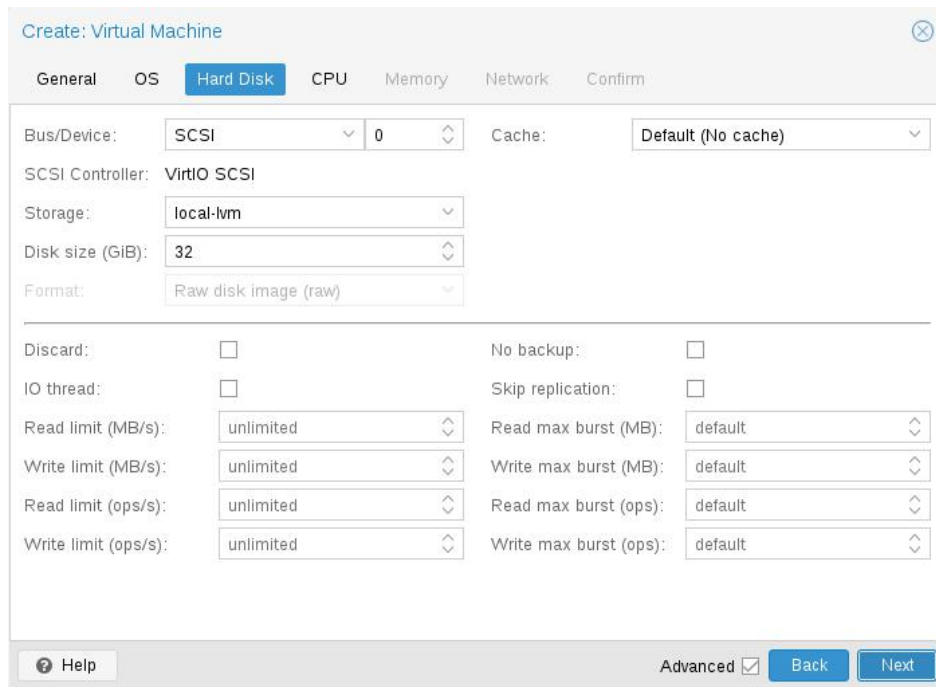 Create: Virtual Machine
General OS Hard Disk CPU Memory Network Confirm
Bus/Device: SCSI 0 Cache: Default (No cache)
SCSI Controller: VirtIO SCSI
Storage: local-lvm
Disk size (GiB): 32
Format: Raw disk image (raw)
Discard: No backup:
IO thread: Skip replication:
Read limit (MB/s): unlimited Read max burst (MB): default
Write limit (MB/s): unlimited Write max burst (MB): default
Read limit (ops/s): unlimited Read max burst (ops): default
Write limit (ops/s): unlimited Write max burst (ops): default
Help Advanced Back Next